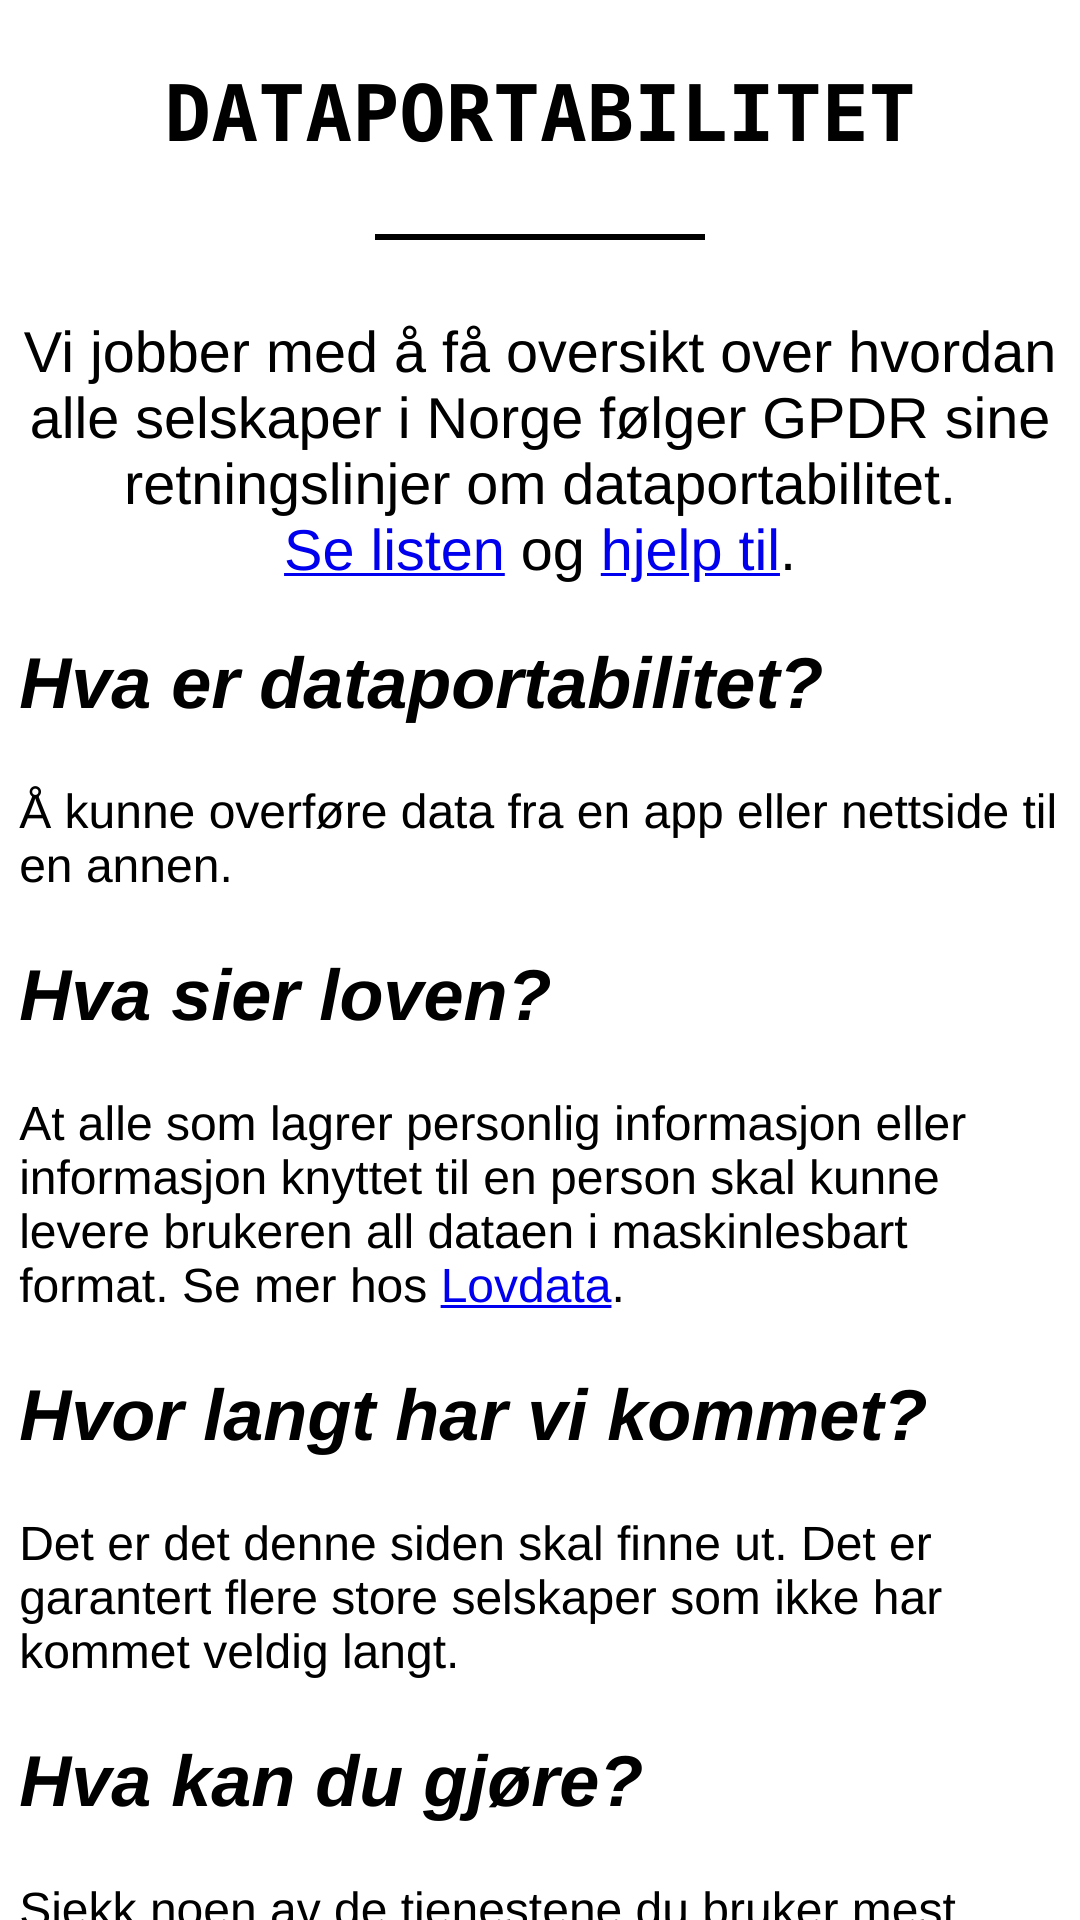 DATAPORTABILITET
Vi jobber med å få oversikt over hvordan
alle selskaper i Norge følger GPDR sine
retningslinjer om dataportabilitet.
Se listen og hjelp til.
Hva er dataportabilitet?
Å kunne overføre data fra en app eller nettside til
en annen.
Hva sier loven?
At alle som lagrer personlig informasjon eller
informasjon knyttet til en person skal kunne
levere brukeren all dataen i maskinlesbart
format. Se mer hos Lovdata.
Hvor langt har vi kommet?
Det er det denne siden skal finne ut. Det er
garantert flere store selskaper som ikke har
kommet veldig langt.
Hva kan du gjøre?
Sjekk noen av de tjenestene du bruker mest